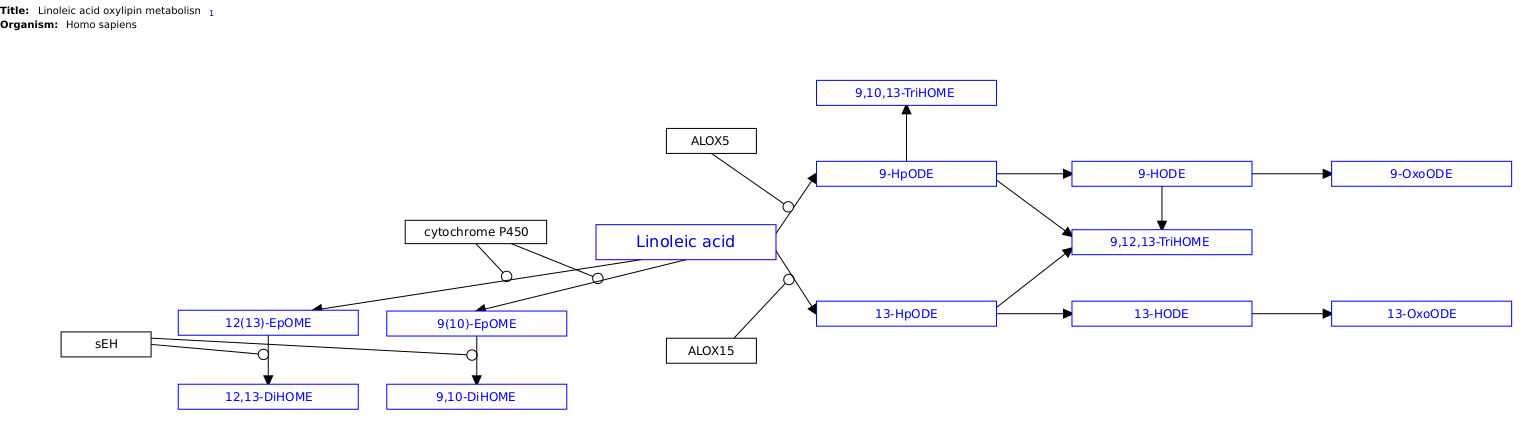 Title: Linoleic acid oxylipin metabolisn 1
Organism: Homo sapiens
9,10,13-TriHOME
ALOX5
9-HpODE
9-HODE
9-OxoODE
cytochrome P450
Linoleic acid
9,12,13-TriHOME
12(13)-EpOME
9(10)-EpOME
13-HpODE
13-HODE
13-OxoODE
sEH
ALOX15
12,13-DiHOME
9,10-DiHOME